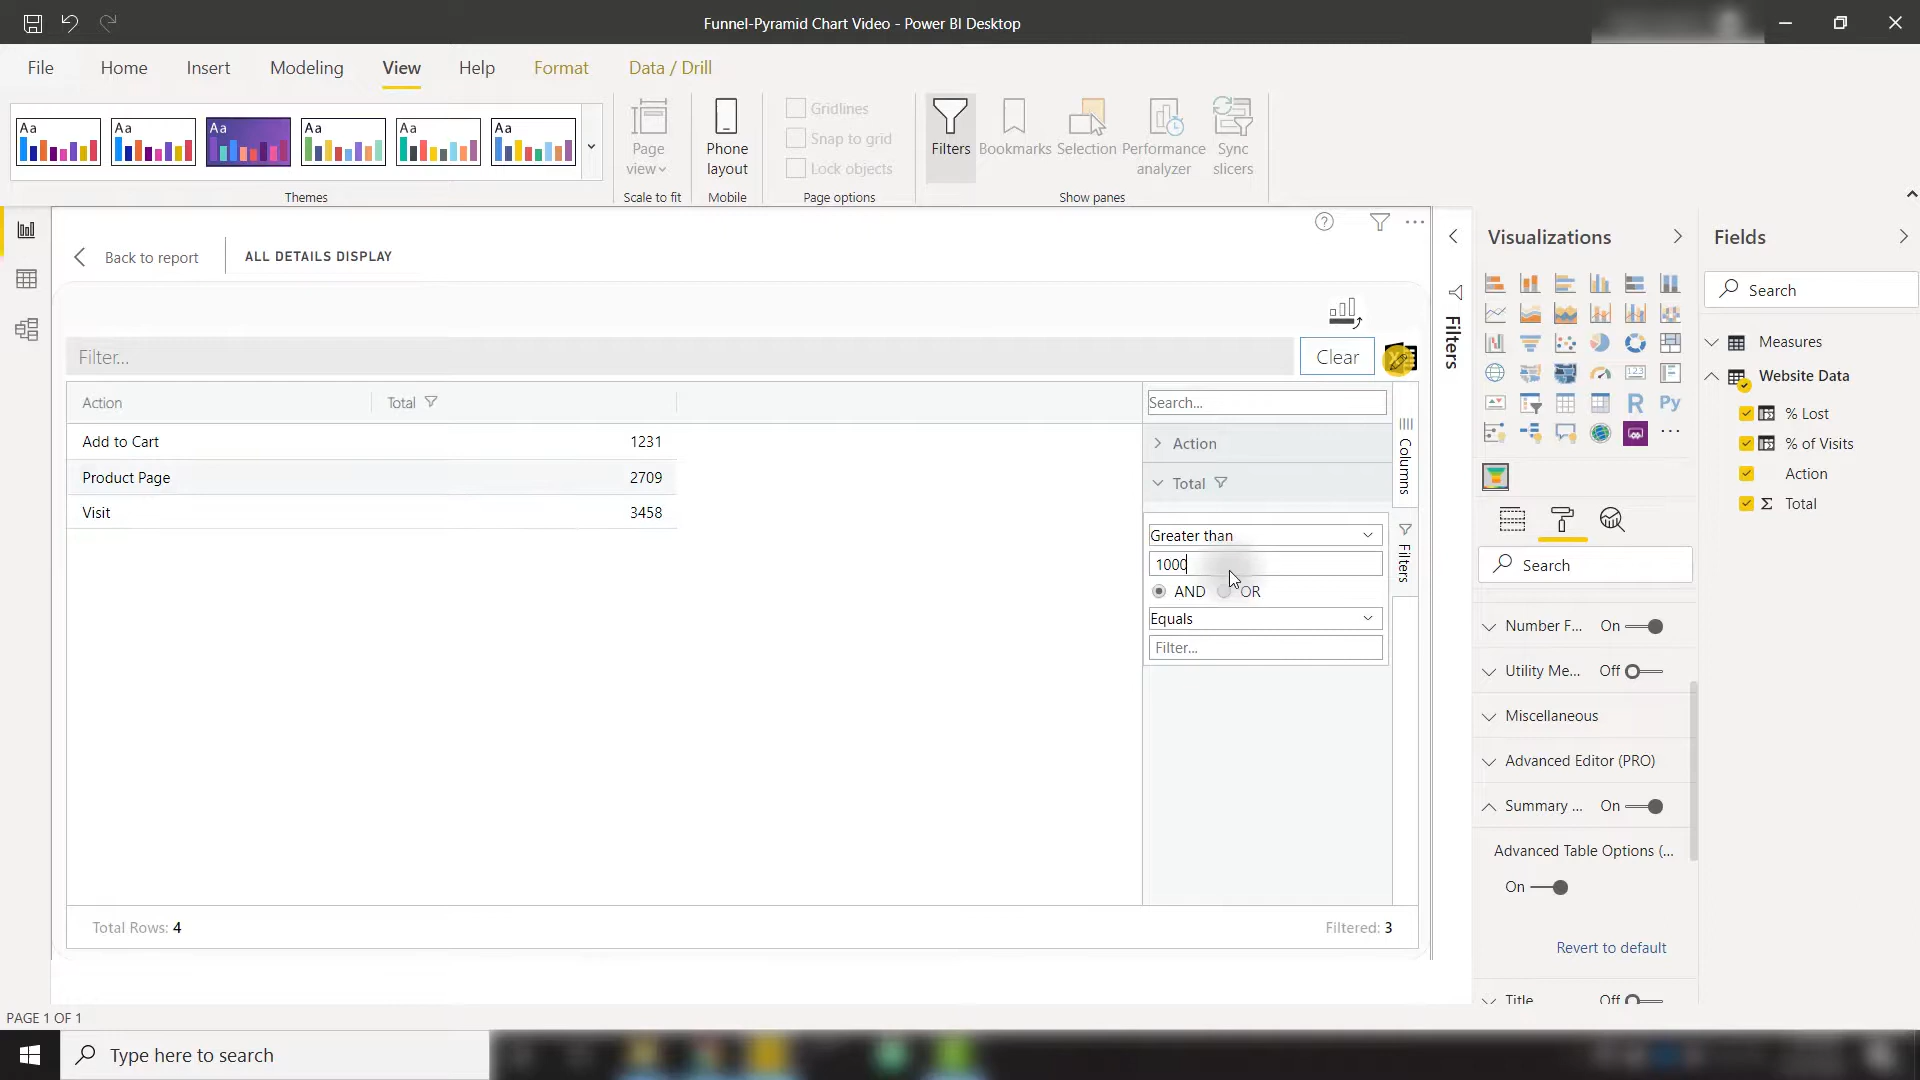 Funnel-Pyramid Chart Video - Power BI Desktop
File Home Insert Modeling View Help Format Data / Drill
Aa Aa Aa Aa Aa Aa
Themes
Page view
Scale to fit
Phone layout
Mobile
Gridlines
Snap to grid
Lock objects
Page options
Filters Bookmarks Selection Performance analyzer Sync slicers
Show panes
Back to report
ALL DETAILS DISPLAY
Filter...
Clear
Action Total
Add to Cart 1231
Product Page 2709
Visit 3458
Search...
Action
Total
Greater than
1000
AND OR
Equals
Filter...
Columns
Filters
Total Rows: 4
Filtered: 3
Filters
Visualizations
123
R Py
Search
Number F... On
Utility Me... Off
Miscellaneous
Advanced Editor (PRO)
Summary ... On
Advanced Table Options (...
On
Revert to default
Title Off
Fields
Search
Measures
Website Data
% Lost
% of Visits
Action
Σ Total
PAGE 1 OF 1
Type here to search